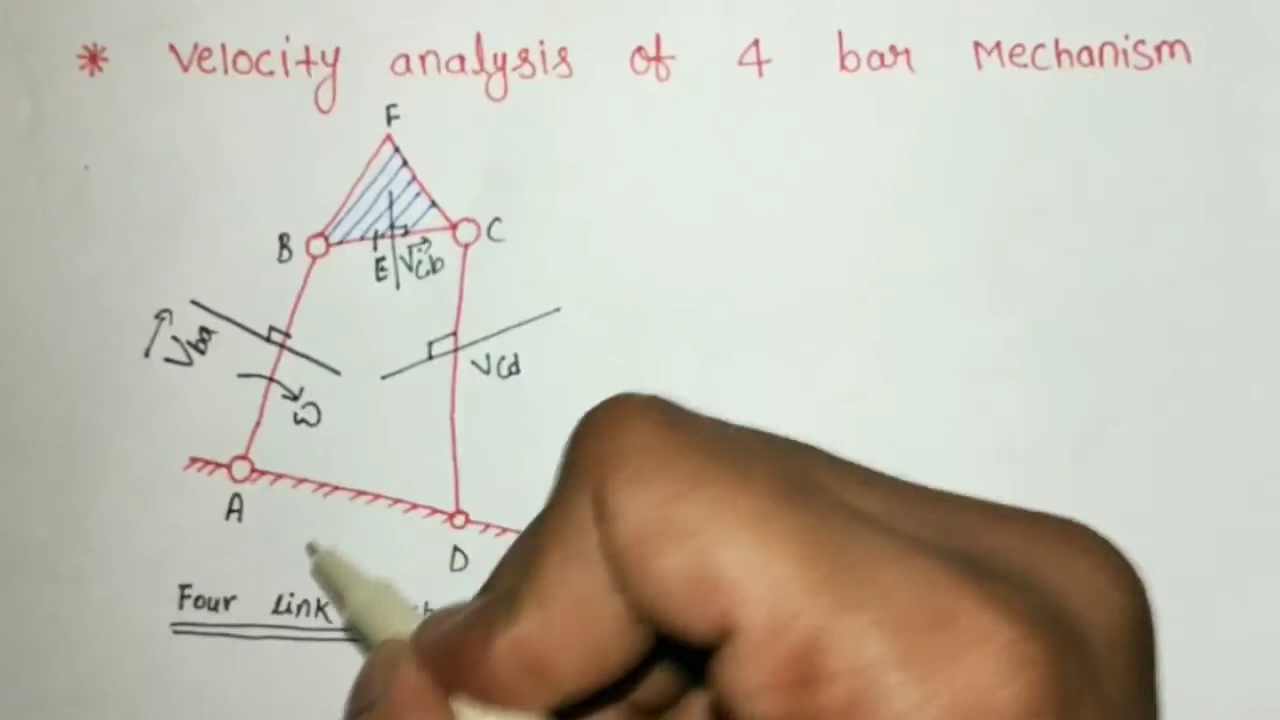 * Velocity analysis of 4 bar Mechanism
F
B
C
E
Vcb
Vba
Vcd
ω
A
D
Four link